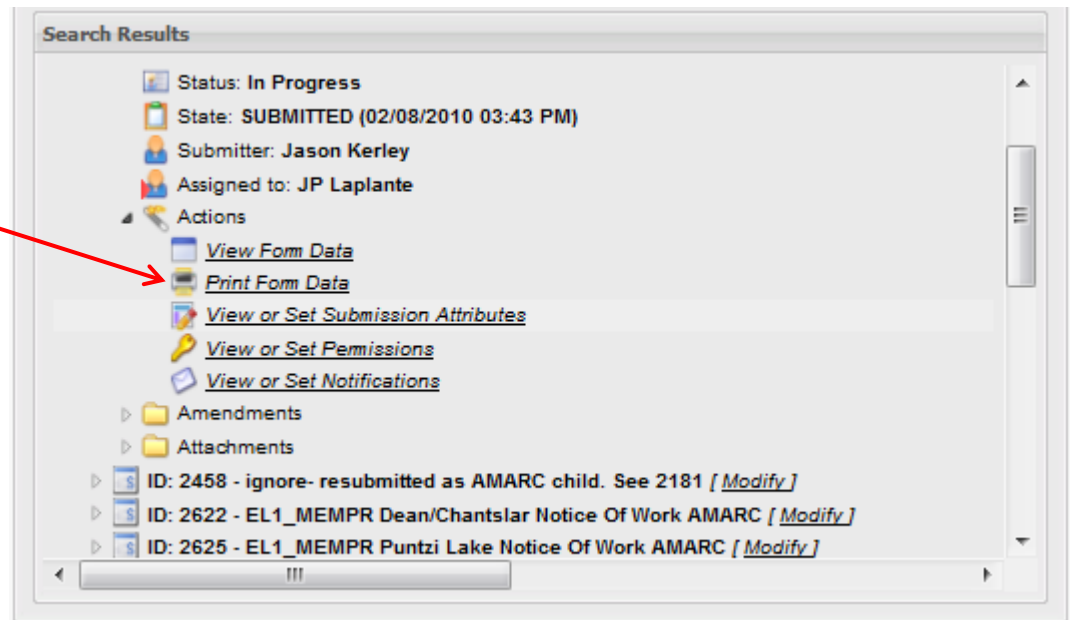 Search Results
Status: In Progress
State: SUBMITTED (02/08/2010 03:43 PM)
Submitter: Jason Kerley
Assigned to: JP Laplante
Actions
View Form Data
Print Form Data
View or Set Submission Attributes
View or Set Permissions
View or Set Notifications
Amendments
Attachments
ID: 2458 - ignore- resubmitted as AMARC child. See 2181 [ Modify ]
ID: 2622 - EL1_MEMPR Dean/Chantslar Notice Of Work AMARC [ Modify ]
ID: 2625 - EL1_MEMPR Puntzi Lake Notice Of Work AMARC [ Modify ]